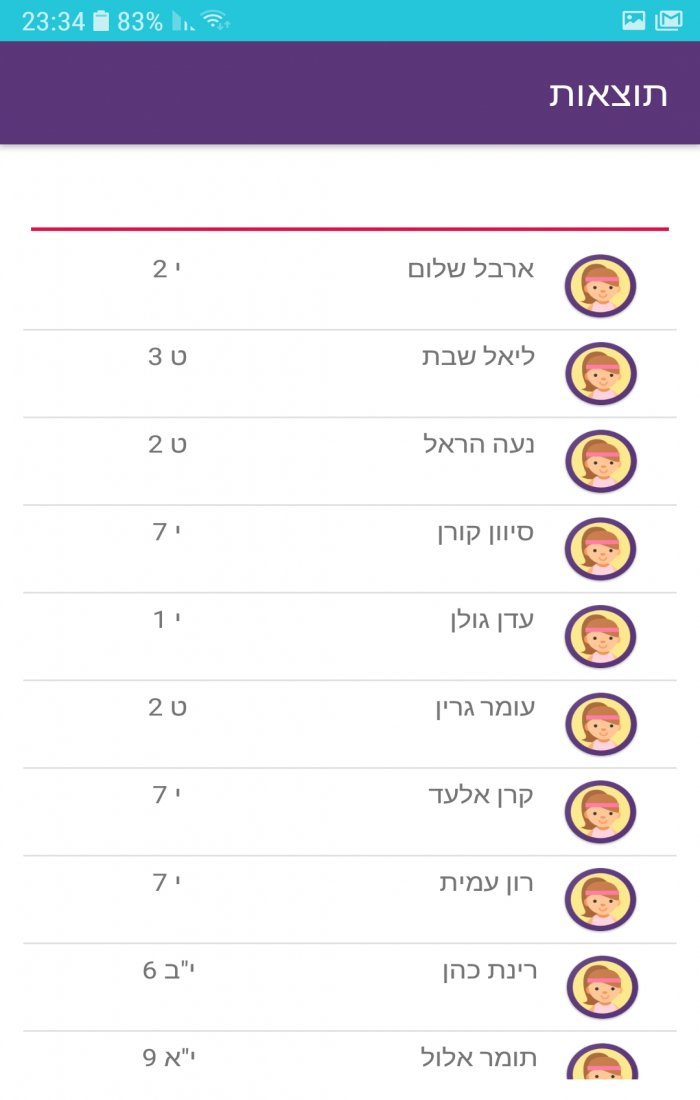 23:34 83%
תוצאות
ארבל שלום י 2
ליאל שבת ט 3
נעה הראל ט 2
סיוון קורן י 7
עדן גולן י 1
עומר גרין ט 2
קרן אלעד י 7
רון עמית י 7
רינת כהן י"ב 6
תומר אלול י"א 9